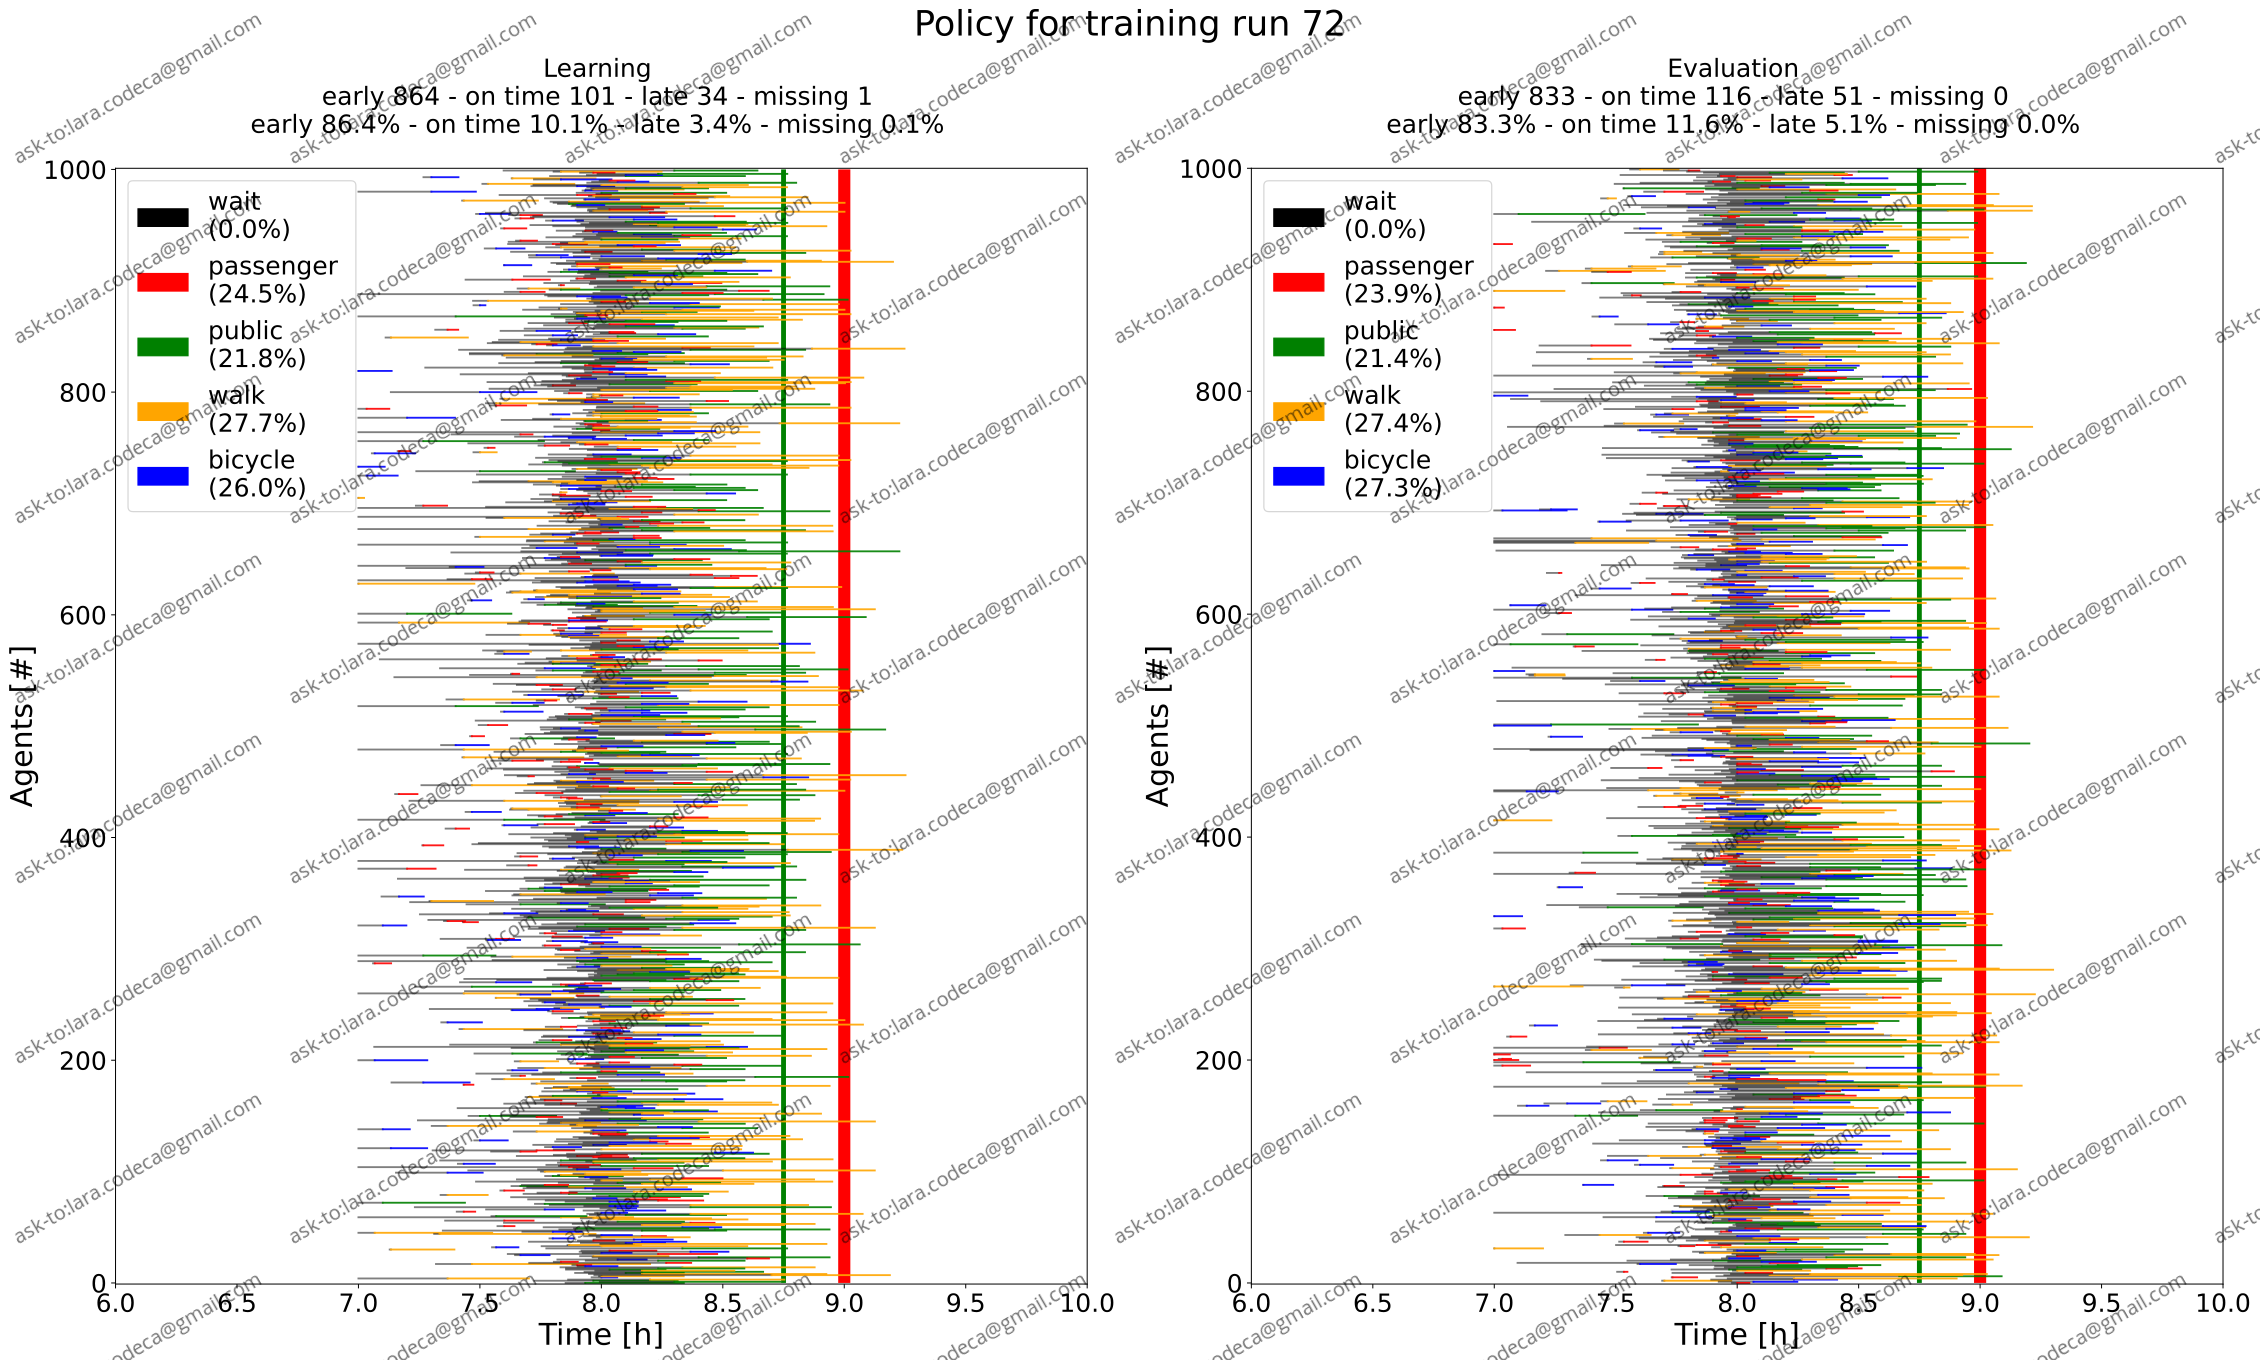 Policy for training run 72
Learning
early 864 - on time 101 - late 34 - missing 1
early 86.4% - on time 10.1% - late 3.4% - missing 0.1%
1000
800
600
400
200
0
Agents [#]
wait
(0.0%)
passenger
(24.5%)
public
(21.8%)
walk
(27.7%)
bicycle
(26.0%)
6.0 6.5 7.0 7.5 8.0 8.5 9.0 9.5 10.0
Time [h]
Evaluation
early 833 - on time 116 - late 51 - missing 0
early 83.3% - on time 11.6% - late 5.1% - missing 0.0%
1000
800
600
400
200
0
Agents [#]
wait
(0.0%)
passenger
(23.9%)
public
(21.4%)
walk
(27.4%)
bicycle
(27.3%)
6.0 6.5 7.0 7.5 8.0 8.5 9.0 9.5 10.0
Time [h]
ask-to:lara.codeca@gmail.com